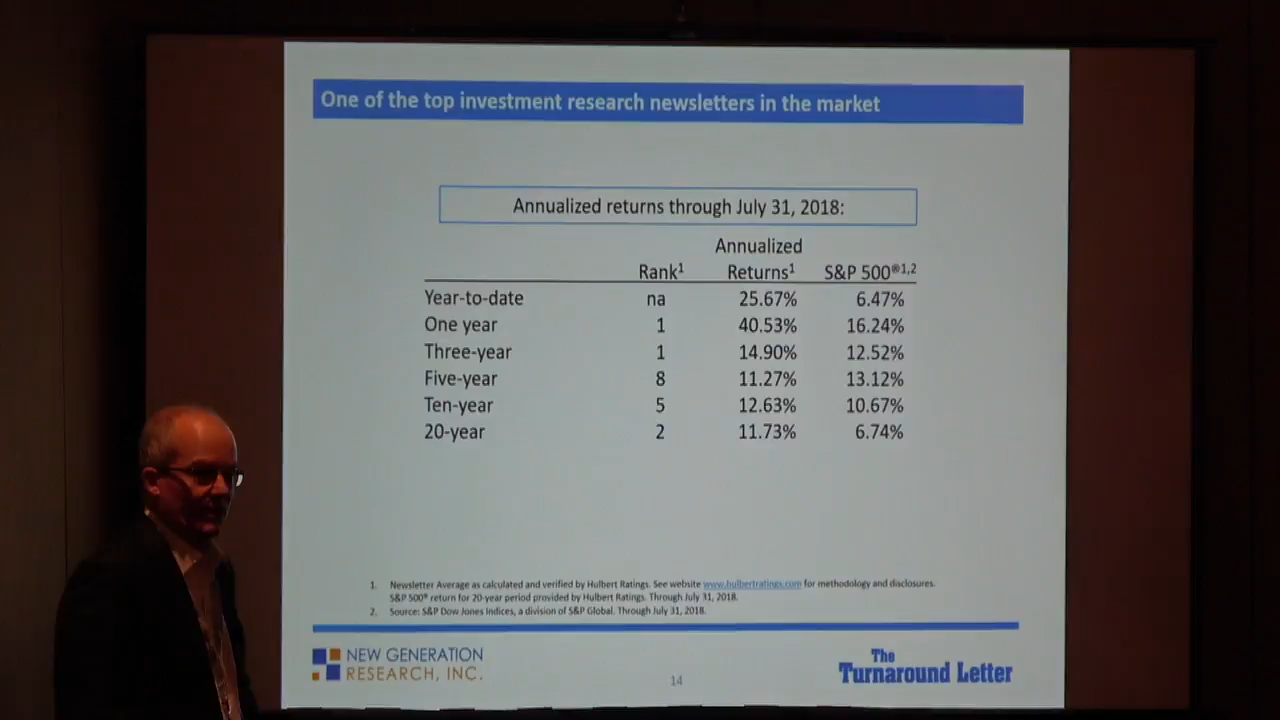 One of the top investment research newsletters in the market
Annualized returns through July 31, 2018:
Annualized
Rank¹ Returns¹ S&P 500®1,2
Year-to-date na 25.67% 6.47%
One year 1 40.53% 16.24%
Three-year 1 14.90% 12.52%
Five-year 8 11.27% 13.12%
Ten-year 5 12.63% 10.67%
20-year 2 11.73% 6.74%
1. Newsletter Average as calculated and verified by Hulbert Ratings. See website www.hulbertratings.com for methodology and disclosures.
S&P 500® return for 20-year period provided by Hulbert Ratings. Through July 31, 2018.
2. Source: S&P Dow Jones Indices, a division of S&P Global. Through July 31, 2018.
NEW GENERATION
RESEARCH, INC.
14
The
Turnaround Letter